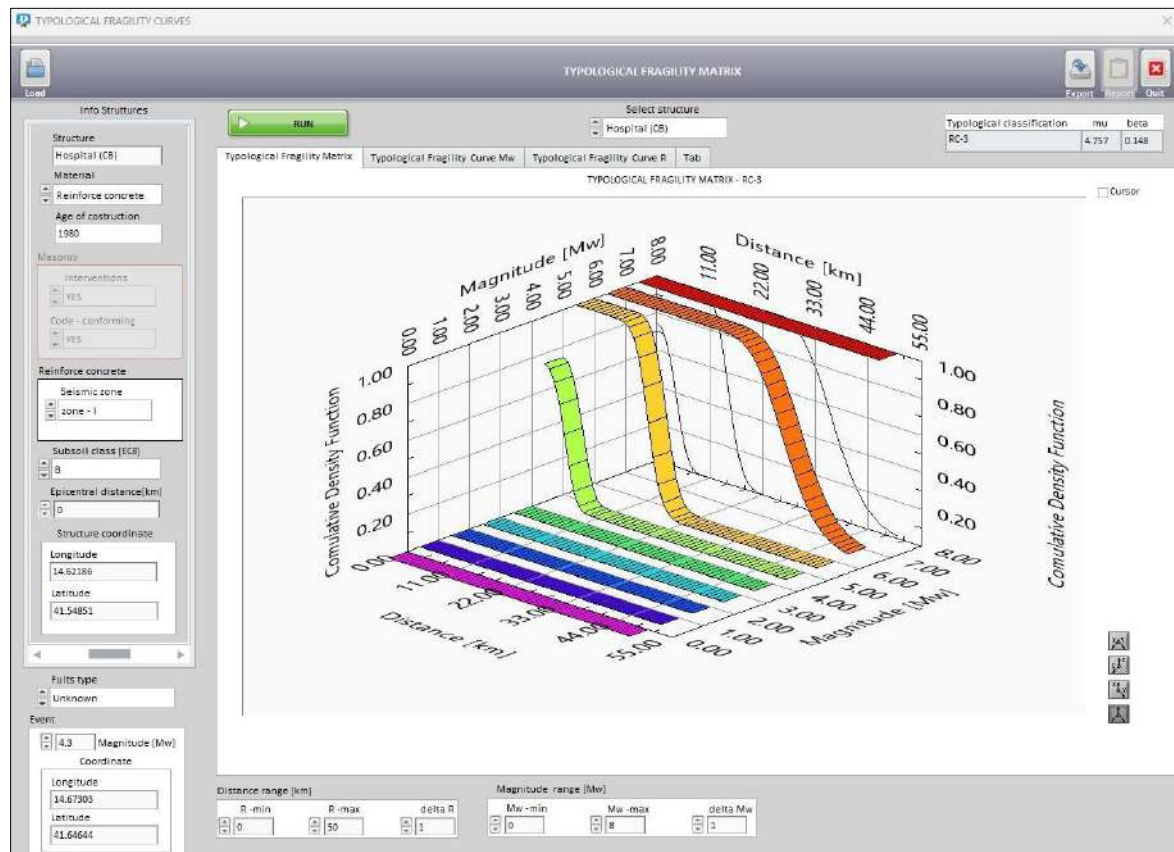 TYPOLOGICAL FRAGILITY CURVES
TYPOLOGICAL FRAGILITY MATRIX
Load
Export
Report
Quit
Info Struttures
Structure
Hospital (CB)
Material
Reinforce concrete
Age of costruction
1980
Masonry
Interventions
YES
Code - conforming
YES
Reinforce concrete
Seismic zone
zone - I
Subsoil class [EC8]
B
Epicentral distance[km]
0
Structure coordinate
Longitude
14.62186
Latitude
41.54851
Fults type
Unknown
Event
4.3 Magnitude [Mw]
Coordinate
Longitude
14.67303
Latitude
41.64644
RUN
Select structure
Hospital (CB)
Typological classification mu beta
RC-3 4.757 0.148
Typological Fragility Matrix Typological Fragility Curve Mw Typological Fragility Curve R Tab
TYPOLOGICAL FRAGILITY MATRIX - RC-3
Cursor
Magnitude [Mw]
0.00 1.00 2.00 3.00 4.00 5.00 6.00 7.00 8.00
Distance [km]
11.00 22.00 33.00 44.00 55.00
Comulative Density Function
1.00
0.80
0.60
0.40
0.20
Comulative Density Function
1.00
0.80
0.60
0.40
0.20
Distance [km]
0.00 11.00 22.00 33.00 44.00 55.00
Magnitude [Mw]
0.00 1.00 2.00 3.00 4.00 5.00 6.00 7.00 8.00
Distance range [km]
R -min R -max delta R
0 50 1
Magnitude range [Mw]
Mw -min Mw -max delta Mw
0 8 1